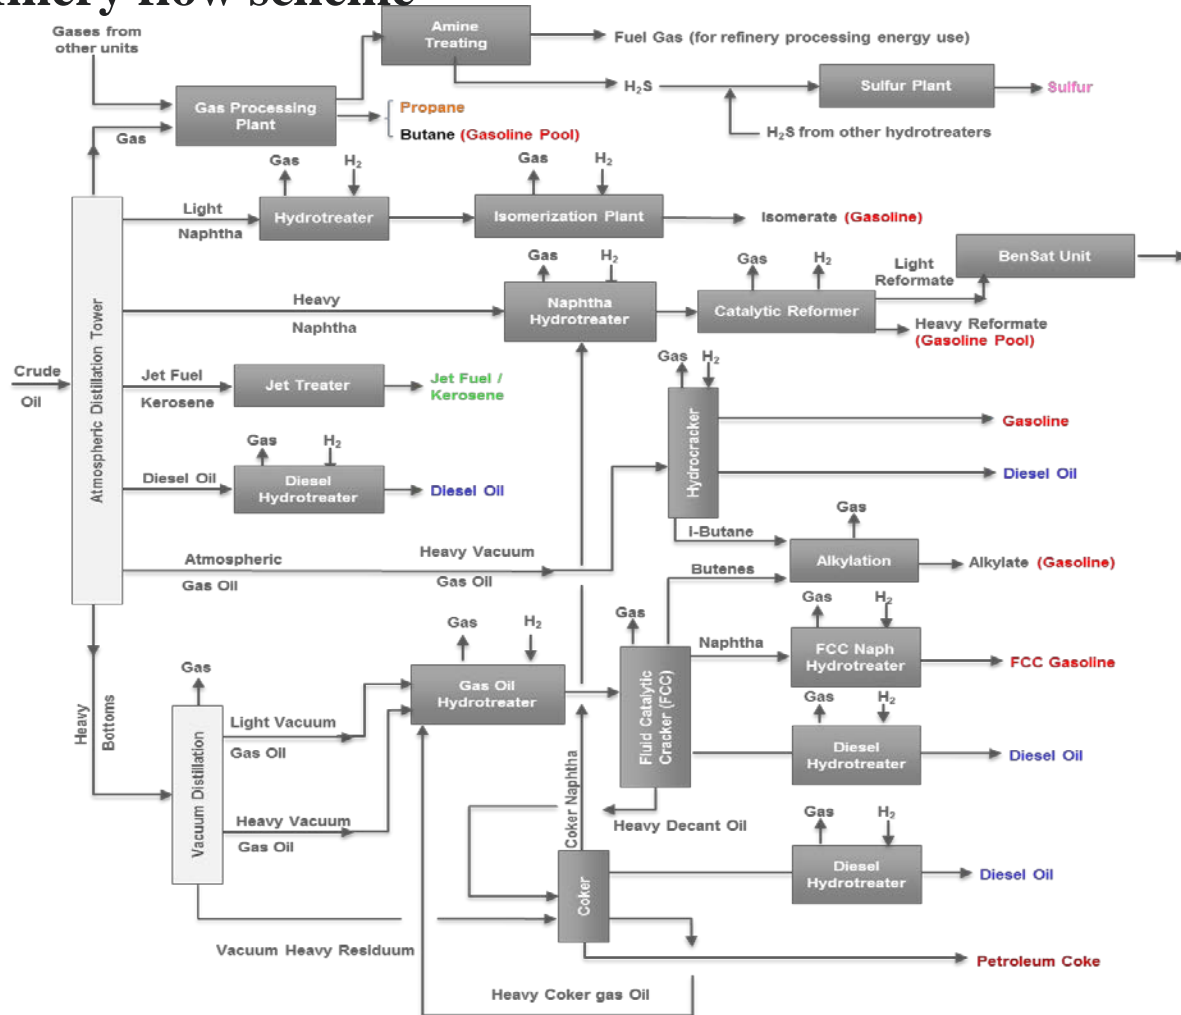 finery flow scheme
Gases from
other units
Amine
Treating
Fuel Gas (for refinery processing energy use)
H₂S
Sulfur Plant
Sulfur
Gas Processing
Plant
Propane
Butane (Gasoline Pool)
H₂S from other hydrotreaters
Gas
Gas
H₂
Gas
H₂
Light
Naphtha
Hydrotreater
Isomerization Plant
Isomerate (Gasoline)
Gas
H₂
Gas
H₂
Light
Reformate
BenSat Unit
Heavy
Naphtha
Naphtha
Hydrotreater
Catalytic Reformer
Heavy Reformate
(Gasoline Pool)
Crude
Oil
Atmospheric Distillation Tower
Jet Fuel
Kerosene
Jet Treater
Jet Fuel /
Kerosene
Gas
H₂
Hydrocracker
Gasoline
Diesel Oil
Gas
H₂
Diesel Oil
Diesel
Hydrotreater
Diesel Oil
i-Butane
Gas
Atmospheric
Gas Oil
Heavy Vacuum
Gas Oil
Butenes
Alkylation
Alkylate (Gasoline)
Gas
H₂
Gas
Gas
H₂
Naphtha
FCC Naph
Hydrotreater
FCC Gasoline
Gas
Gas Oil
Hydrotreater
Fluid Catalytic
Cracker (FCC)
Gas
H₂
Heavy
Bottoms
Light Vacuum
Gas Oil
Vacuum Distillation
Diesel
Hydrotreater
Diesel Oil
Heavy Vacuum
Gas Oil
Coker Naphtha
Heavy Decant Oil
Gas
H₂
Coker
Diesel
Hydrotreater
Diesel Oil
Vacuum Heavy Residuum
Petroleum Coke
Heavy Coker gas Oil